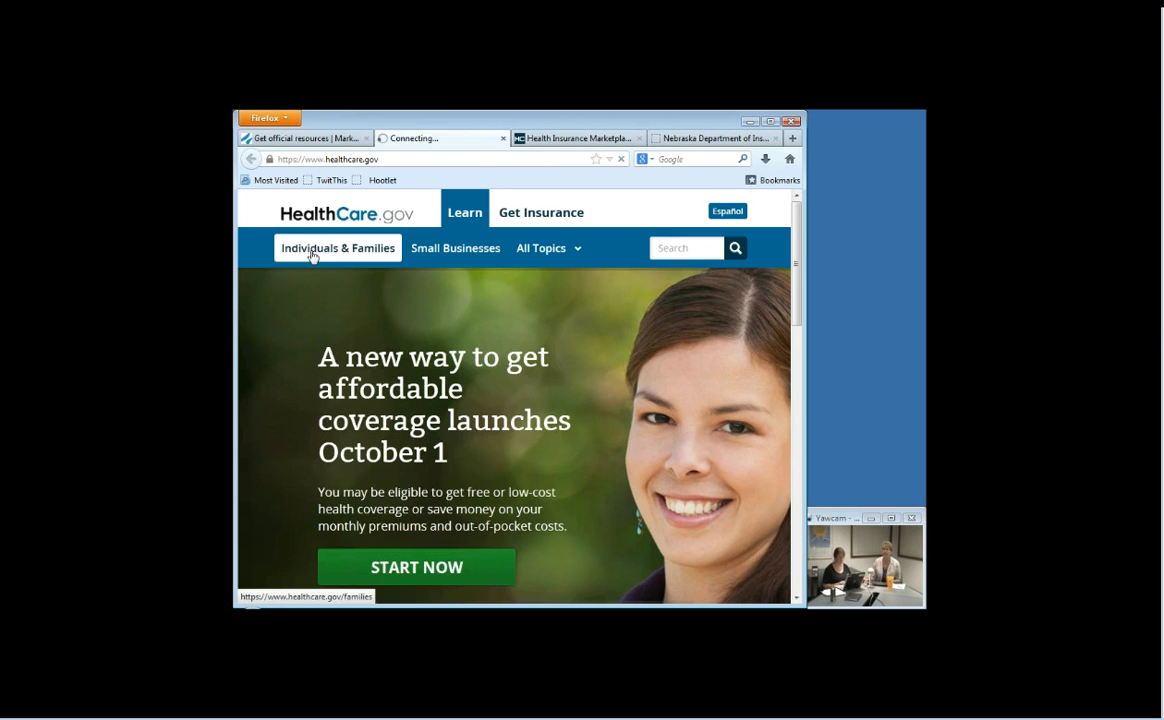 Firefox
Get official resources | Mark...
Connecting...
HC Health Insurance Marketpla...
Nebraska Department of Ins...
https://www.healthcare.gov
Google
Most Visited
TwitThis
Hootlet
Bookmarks
HealthCare.gov
Learn
Get Insurance
Español
Individuals & Families
Small Businesses
All Topics
Search
A new way to get
affordable
coverage launches
October 1
You may be eligible to get free or low-cost
health coverage or save money on your
monthly premiums and out-of-pocket costs.
START NOW
https://www.healthcare.gov/families
Yawcam - ...